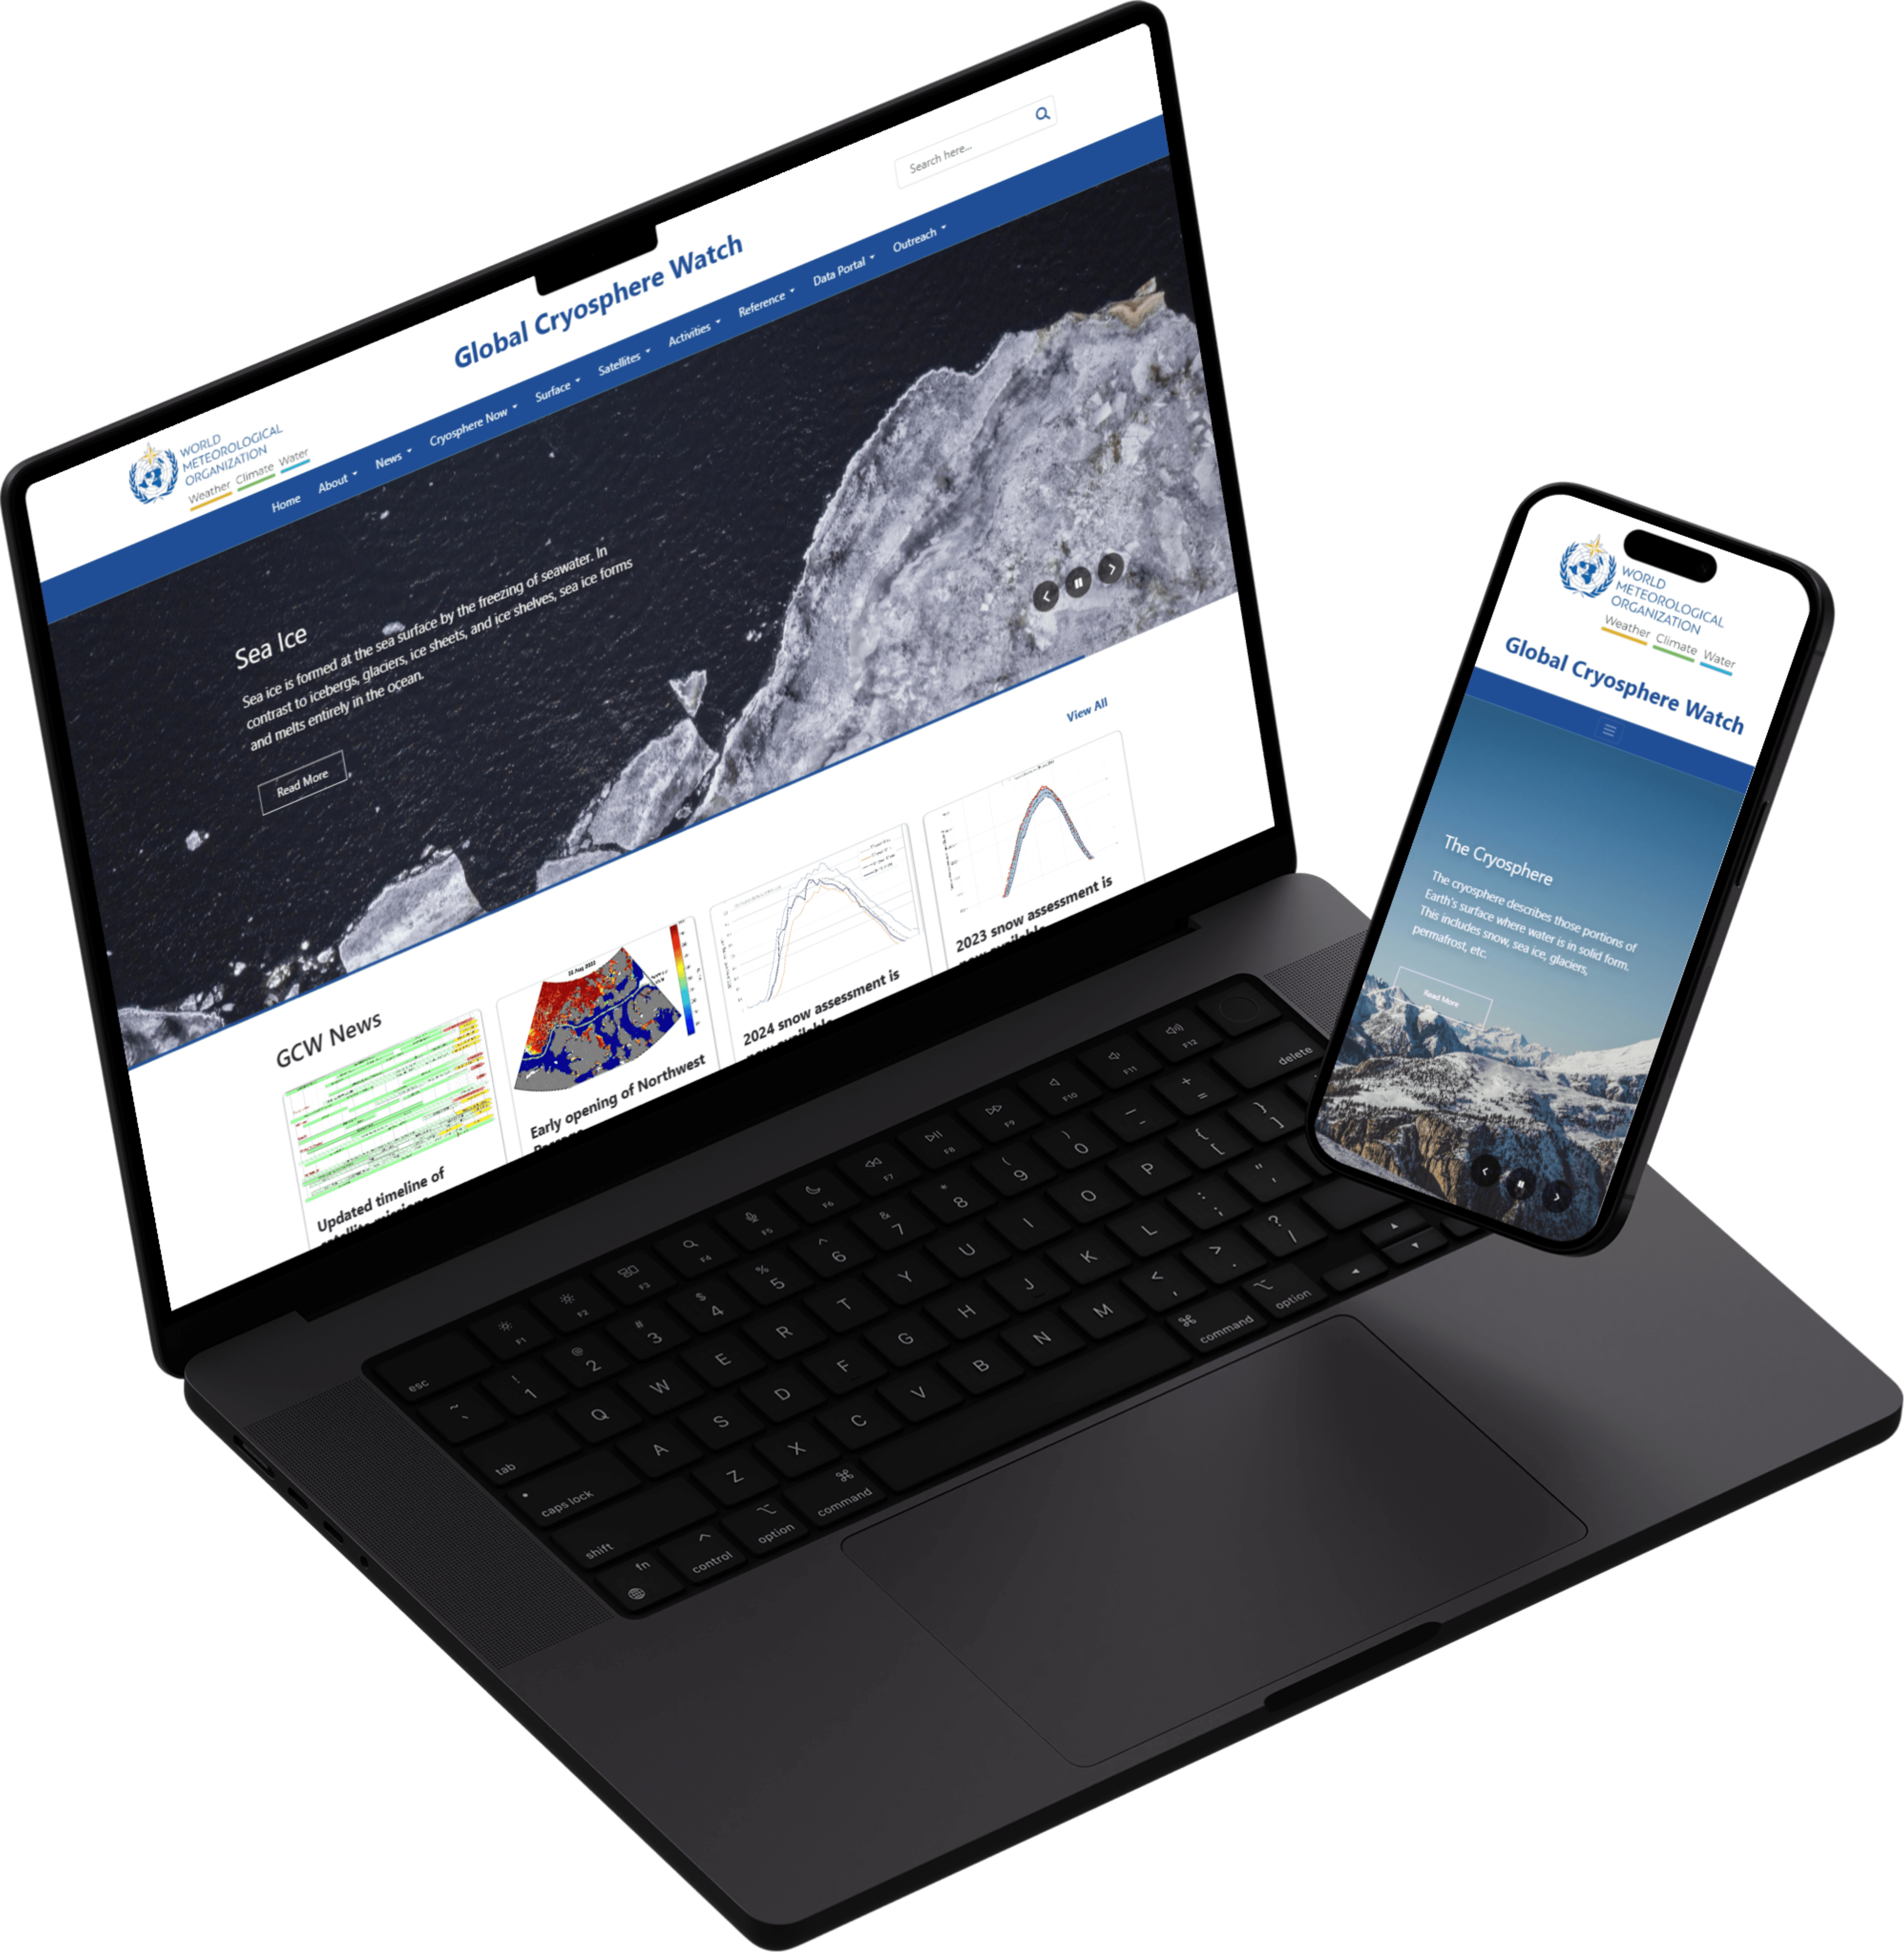 Search here...
WORLD
METEOROLOGICAL
ORGANIZATION
Weather Climate Water
Global Cryosphere Watch
Home About News Cryosphere Now Surface Satellites Activities Reference Data Portal Outreach
Sea Ice
Sea ice is formed at the sea surface by the freezing of seawater. In
contrast to icebergs, glaciers, ice sheets, and ice shelves, sea ice forms
and melts entirely in the ocean.
Read More
GCW News
View All
Updated timeline of
Early opening of Northwest
2024 snow assessment is
2023 snow assessment is
WORLD
METEOROLOGICAL
ORGANIZATION
Weather Climate Water
Global Cryosphere Watch
The Cryosphere
The cryosphere describes those portions of
Earth's surface where water is in solid form.
This includes snow, sea ice, glaciers,
permafrost, etc.
Read More
esc F1 F2 F3 F4 F5 F6 F7 F8 F9 F10 F11 F12
~ ` ! 1 @ 2 # 3 $ 4 % 5 ^ 6 & 7 * 8 ( 9 ) 0 — - + = delete
tab Q W E R T Y U I O P { [ } ]
caps lock A S D F G H J K L : ; " '
shift Z X C V B N M < , > . ? /
fn control option command command option